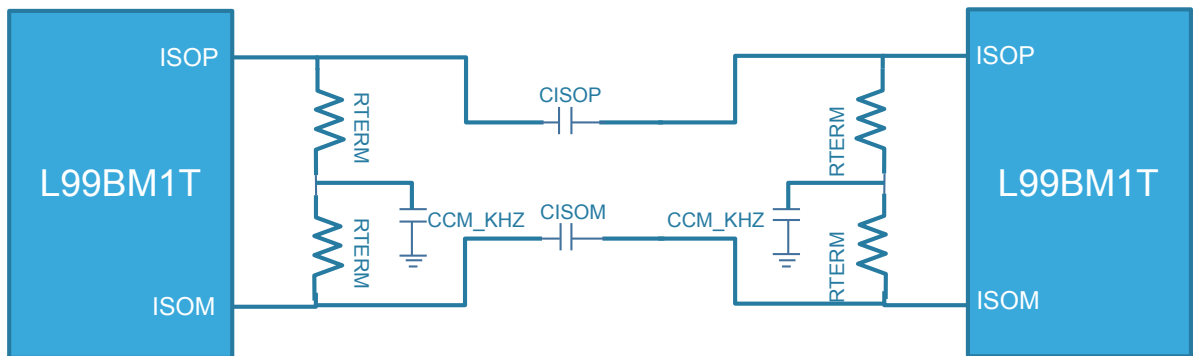 ISOP
ISOP
CISOP
RTERM
RTERM
L99BM1T
L99BM1T
CCM_KHZ
CISOM
CCM_KHZ
RTERM
RTERM
ISOM
ISOM